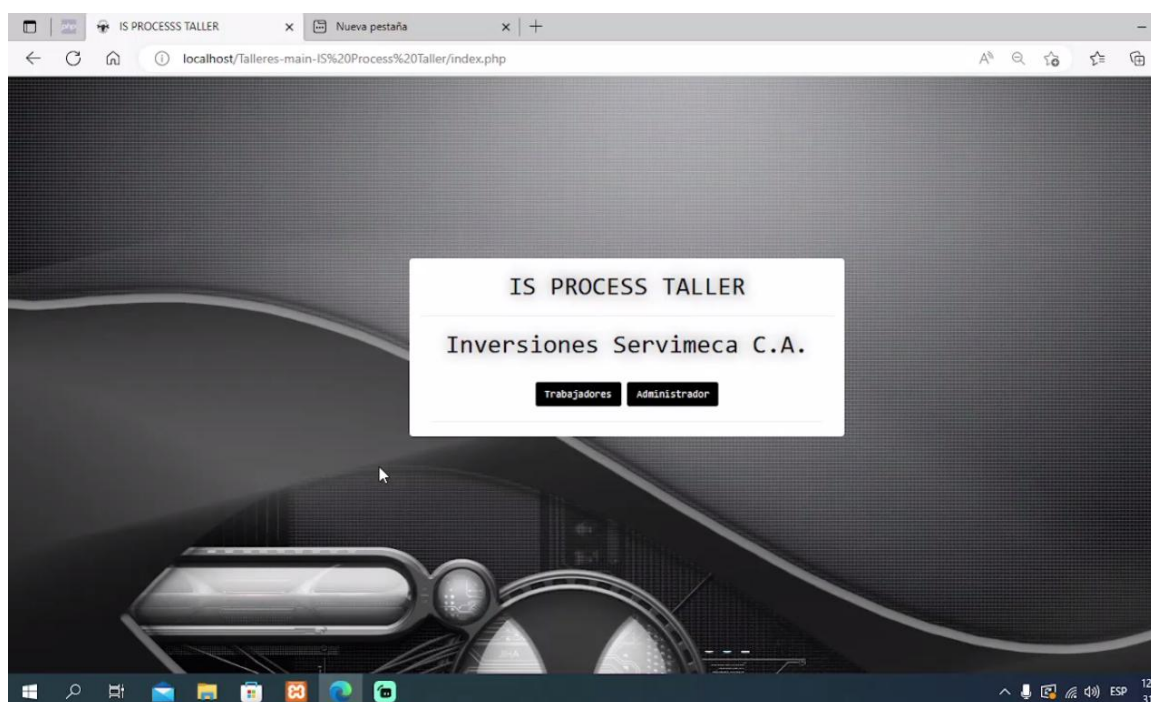 IS PROCESSS TALLER
Nueva pestaña
localhost/Talleres-main-IS%20Process%20Taller/index.php
IS PROCESS TALLER
Inversiones Servimeca C.A.
Trabajadores Administrador
ESP